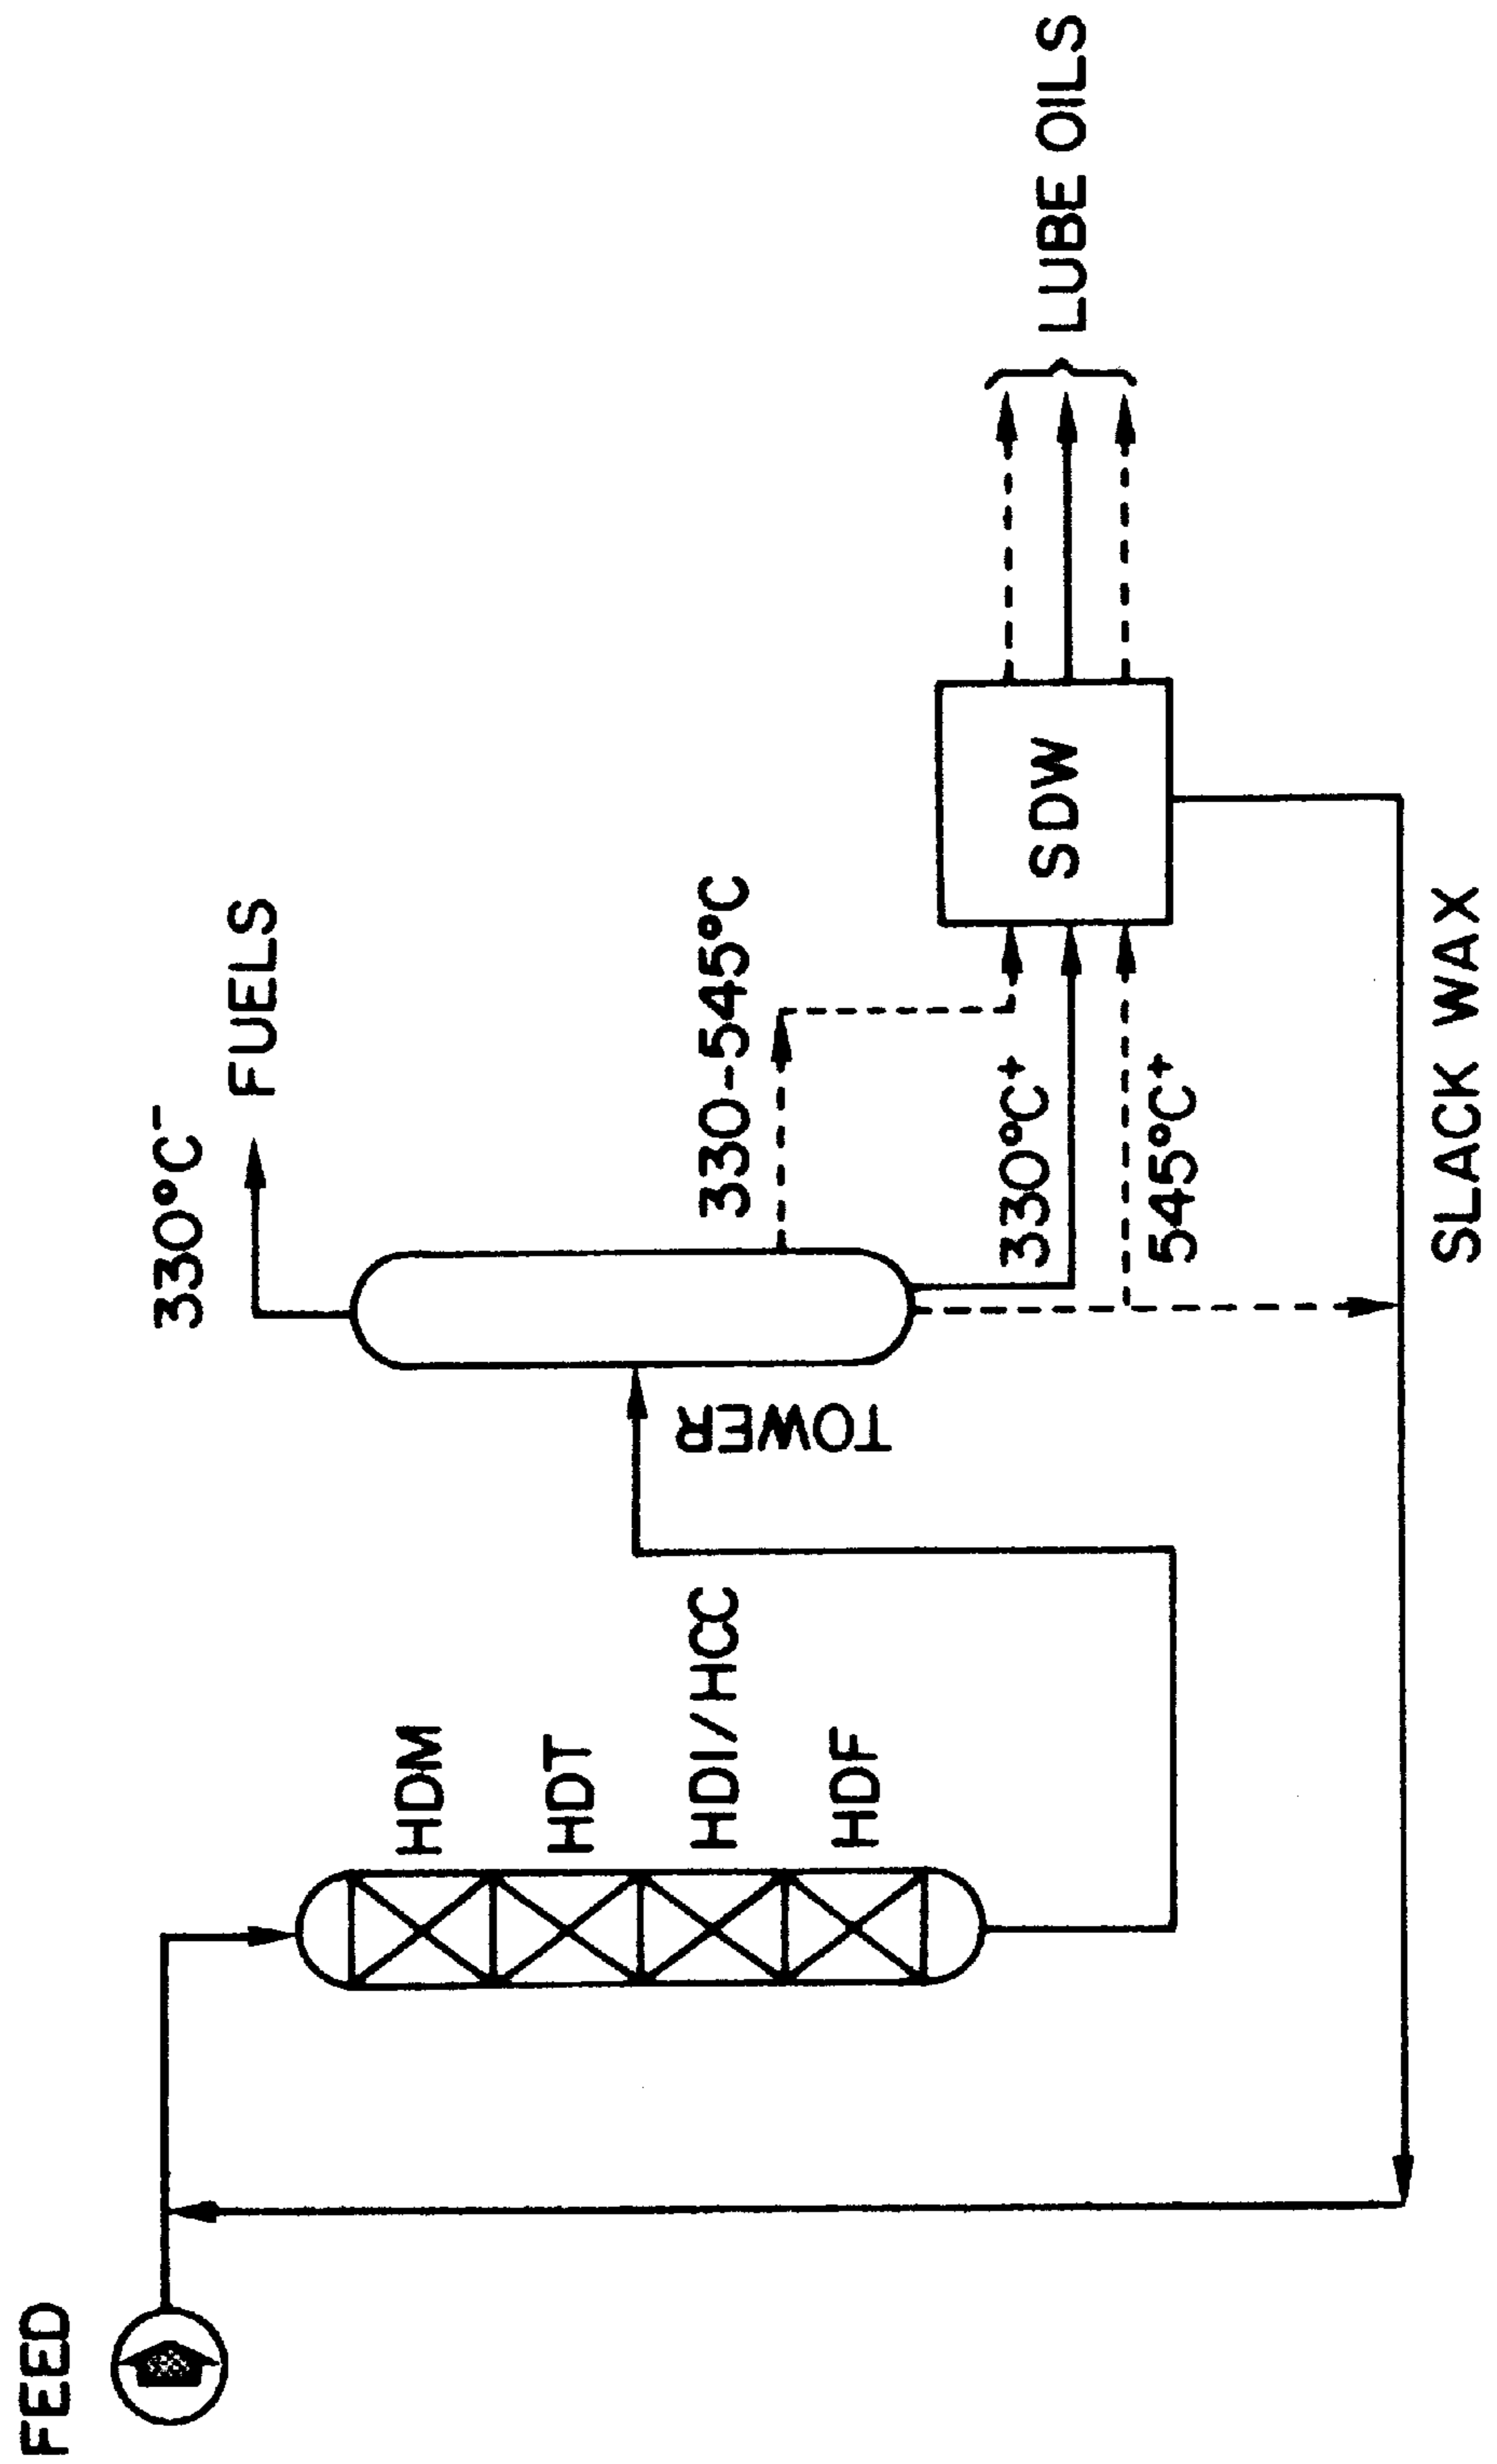 FEED
HDM
HDT
HDI/HCC
HDF
TOWER
330°C⁻
FUELS
330-545°C
330°C⁺
545°C⁺
SDW
LUBE OILS
SLACK WAX